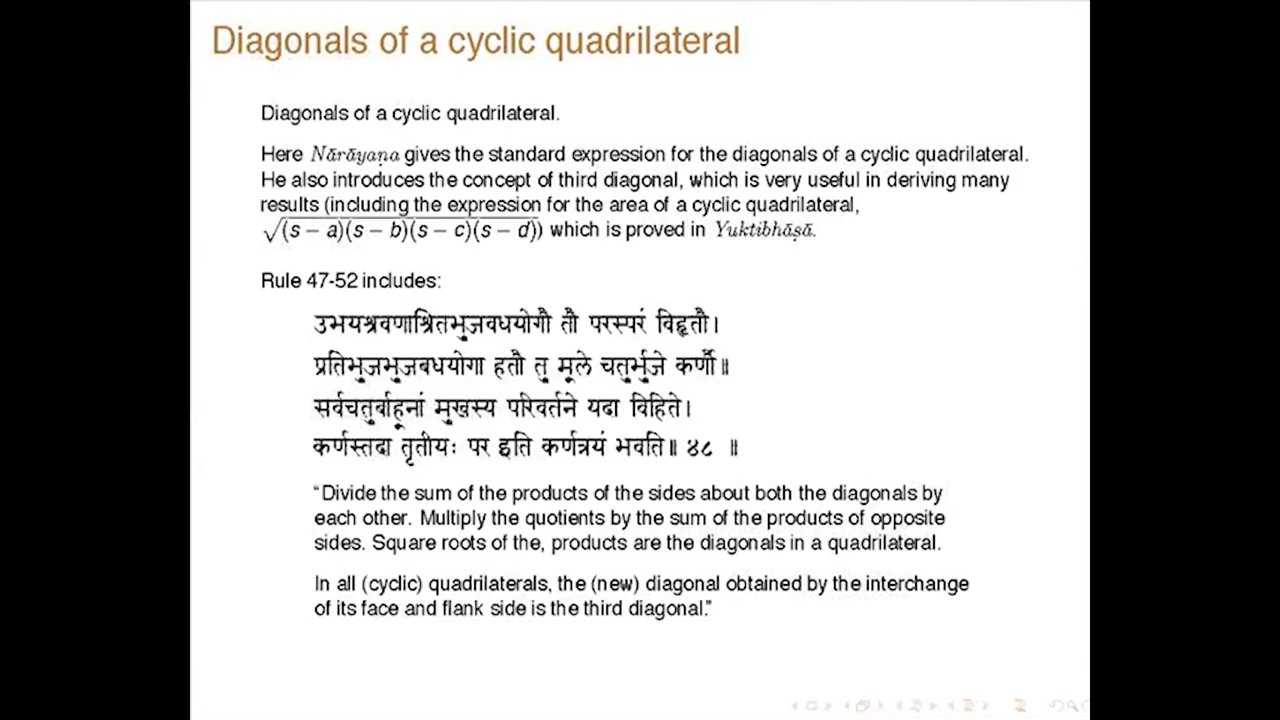 Diagonals of a cyclic quadrilateral
Diagonals of a cyclic quadrilateral.
Here Nārāyaṇa gives the standard expression for the diagonals of a cyclic quadrilateral.
He also introduces the concept of third diagonal, which is very useful in deriving many
results (including the expression for the area of a cyclic quadrilateral,
√(s − a)(s − b)(s − c)(s − d)) which is proved in Yuktibhāṣā.
Rule 47-52 includes:
उभयश्रवणाश्रितभुजवधयोगौ तौ परस्परं विहृतौ।
प्रतिभुजभुजबधयोगा हतौ तु मूले चतुर्भुजे कर्णौ॥
सर्वचतुर्बाहूनां मुखस्य परिवर्तने यदा विहिते।
कर्णस्तदा तृतीयः पर इति कर्णत्रयं भवति॥ ४८ ॥
“Divide the sum of the products of the sides about both the diagonals by
each other. Multiply the quotients by the sum of the products of opposite
sides. Square roots of the, products are the diagonals in a quadrilateral.
In all (cyclic) quadrilaterals, the (new) diagonal obtained by the interchange
of its face and flank side is the third diagonal.”